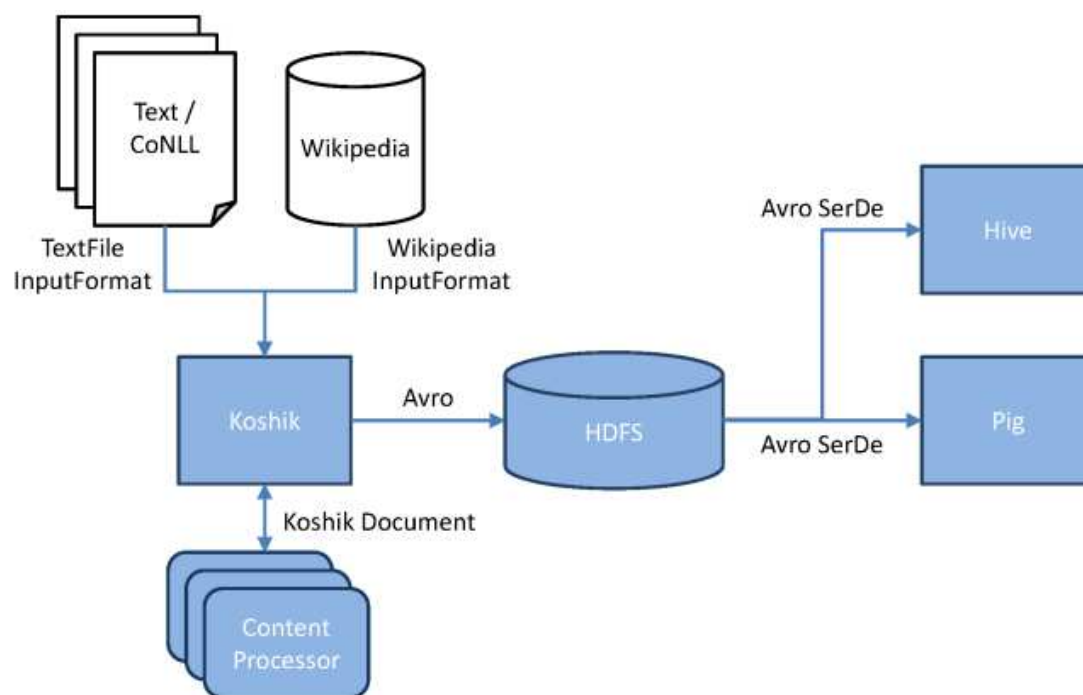 Text /
CoNLL
Wikipedia
TextFile
InputFormat
Wikipedia
InputFormat
Avro SerDe
Hive
Koshik
Avro
HDFS
Avro SerDe
Pig
Koshik Document
Content
Processor